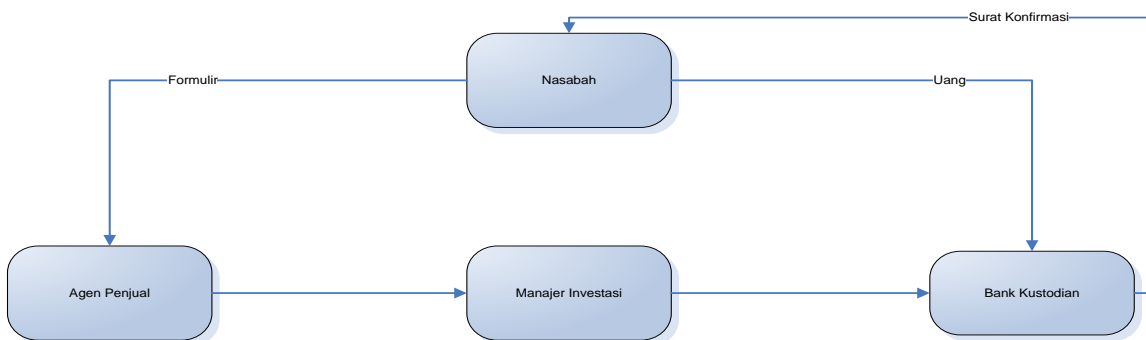 Surat Konfirmasi
Nasabah
Formulir
Uang
Agen Penjual
Manajer Investasi
Bank Kustodian